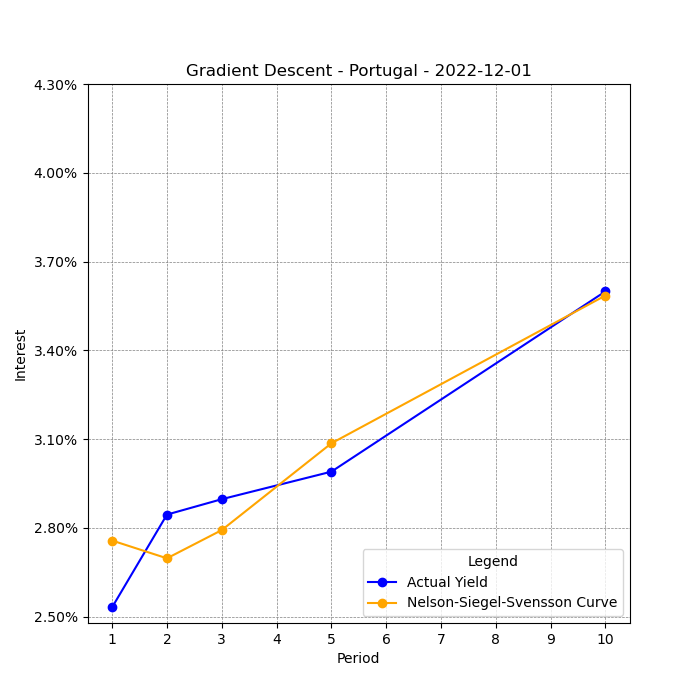 Gradient Descent - Portugal - 2022-12-01
4.30%
4.00%
3.70%
3.40%
3.10%
2.80%
2.50%
Interest
Legend
Actual Yield
Nelson-Siegel-Svensson Curve
1 2 3 4 5 6 7 8 9 10
Period